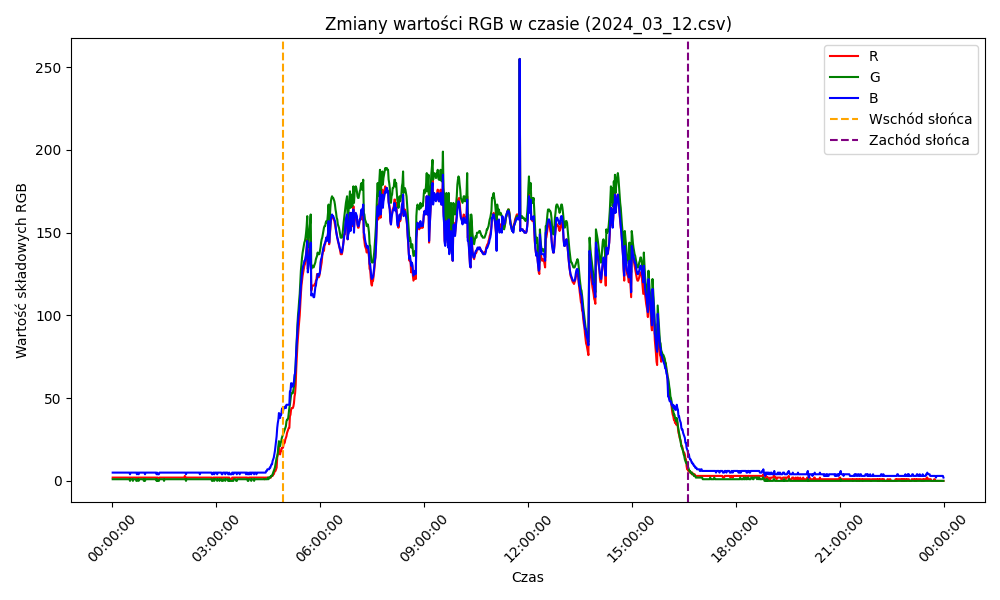 Zmiany wartości RGB w czasie (2024_03_12.csv)
R
G
B
Wschód słońca
Zachód słońca
Wartość składowych RGB
250
200
150
100
50
0
00:00:00
03:00:00
06:00:00
09:00:00
12:00:00
15:00:00
18:00:00
21:00:00
00:00:00
Czas